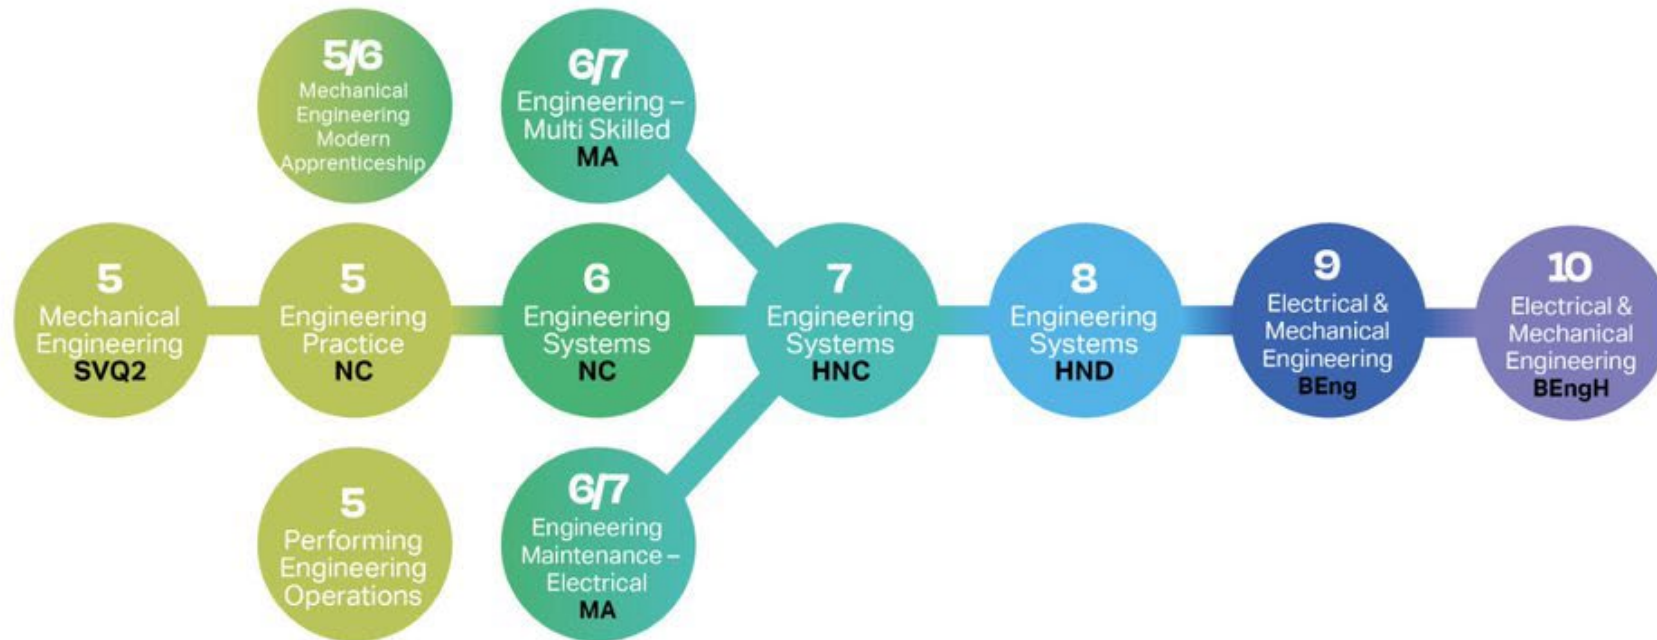 5/6
Mechanical
Engineering
Modern
Apprenticeship
6/7
Engineering –
Multi Skilled
MA
5
Mechanical
Engineering
SVQ2
5
Engineering
Practice
NC
6
Engineering
Systems
NC
7
Engineering
Systems
HNC
8
Engineering
Systems
HND
9
Electrical &
Mechanical
Engineering
BEng
10
Electrical &
Mechanical
Engineering
BEngH
5
Performing
Engineering
Operations
6/7
Engineering
Maintenance –
Electrical
MA